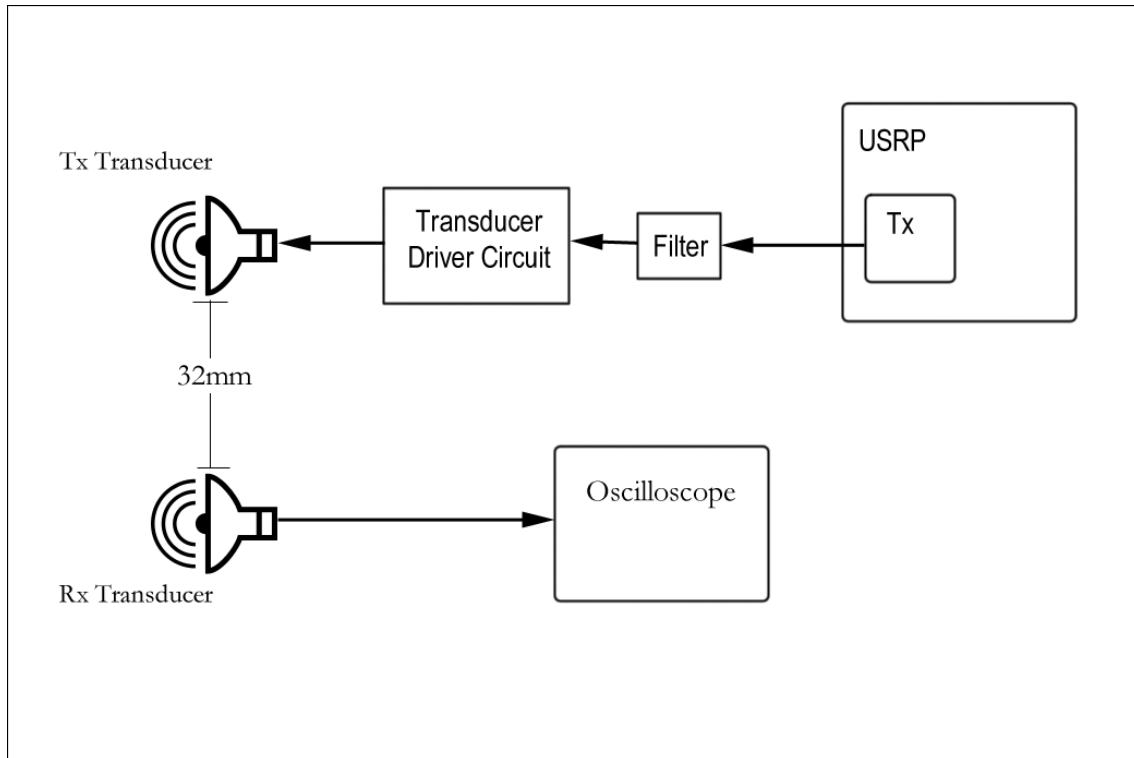 USRP
Tx Transducer
Transducer
Driver Circuit
Filter
Tx
32mm
Oscilloscope
Rx Transducer